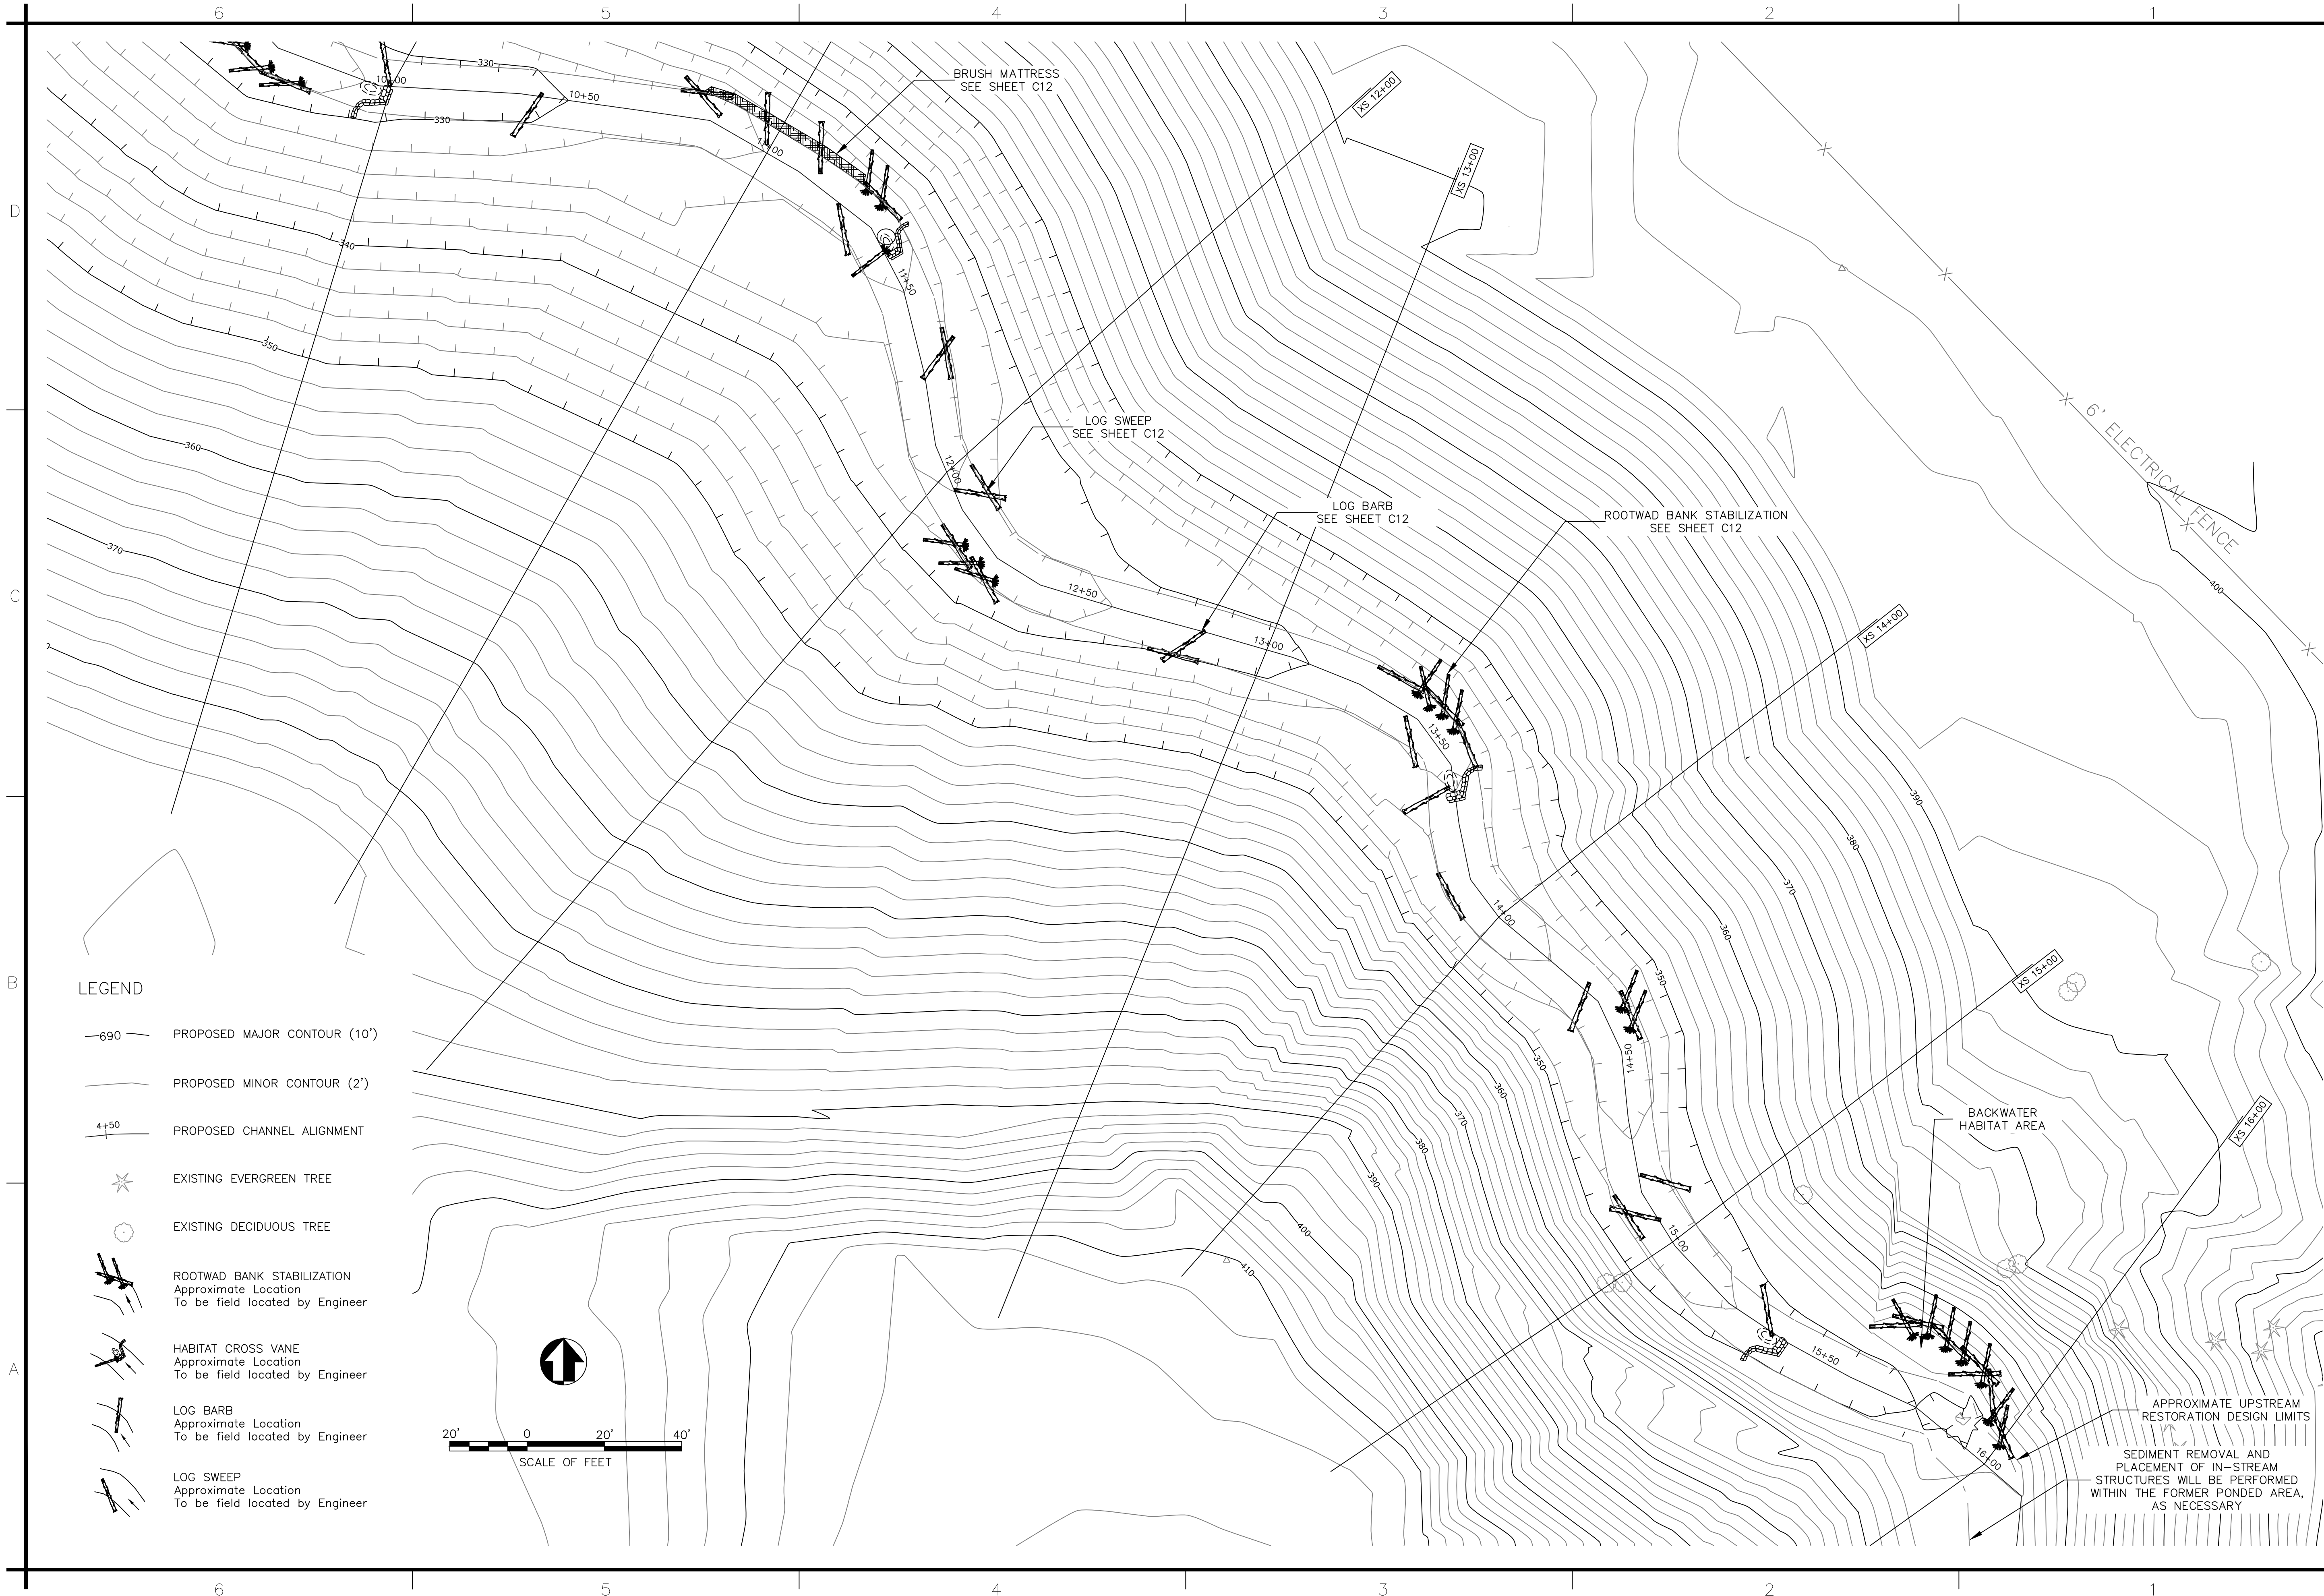 6 5 4 3 2 1
D
C
B
A
10+00
330
330
10+50
11+00
BRUSH MATTRESS
SEE SHEET C12
XS 12+00
XS 13+00
340
11+50
350
360
LOG SWEEP
SEE SHEET C12
12+00
6' ELECTRICAL FENCE
LOG BARB
SEE SHEET C12
ROOTWAD BANK STABILIZATION
SEE SHEET C12
370
12+50
400
13+00
XS 14+00
13+50
390
380
370
14+00
360
350
XS 15+00
14+50
350
360
370
380
390
BACKWATER
HABITAT AREA
XS 16+00
400
15+00
410
15+50
APPROXIMATE UPSTREAM
RESTORATION DESIGN LIMITS
16+00
SEDIMENT REMOVAL AND
PLACEMENT OF IN-STREAM
STRUCTURES WILL BE PERFORMED
WITHIN THE FORMER PONDED AREA,
AS NECESSARY
LEGEND
690 PROPOSED MAJOR CONTOUR (10')
PROPOSED MINOR CONTOUR (2')
4+50 PROPOSED CHANNEL ALIGNMENT
EXISTING EVERGREEN TREE
EXISTING DECIDUOUS TREE
ROOTWAD BANK STABILIZATION
Approximate Location
To be field located by Engineer
HABITAT CROSS VANE
Approximate Location
To be field located by Engineer
LOG BARB
Approximate Location
To be field located by Engineer
LOG SWEEP
Approximate Location
To be field located by Engineer
20' 0 20' 40'
SCALE OF FEET
6 5 4 3 2 1